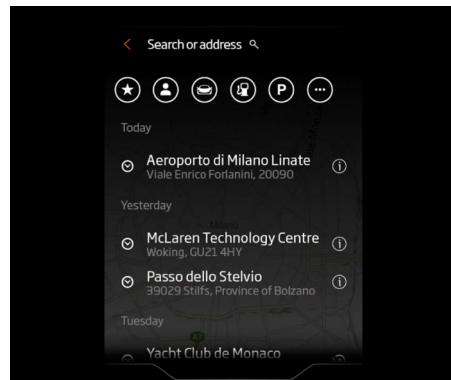 Search or address
P
Today
Aeroporto di Milano Linate
Viale Enrico Forlanini, 20090
Yesterday
McLaren Technology Centre
Woking, GU21 4HY
Passo dello Stelvio
39029 Stilfs, Province of Bolzano
Tuesday
Yacht Club de Monaco